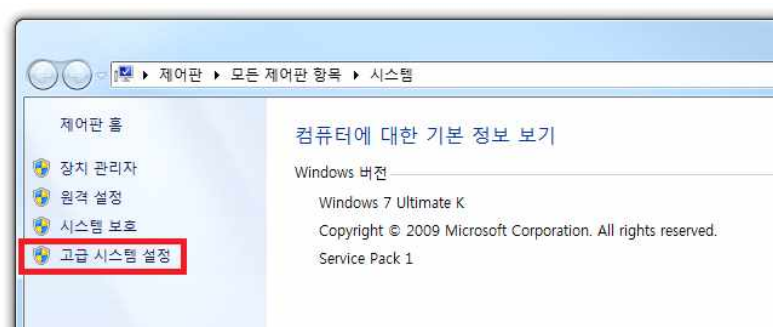 제어판 ▸ 모든 제어판 항목 ▸ 시스템
제어판 홈
장치 관리자
원격 설정
시스템 보호
고급 시스템 설정
컴퓨터에 대한 기본 정보 보기
Windows 버전
Windows 7 Ultimate K
Copyright © 2009 Microsoft Corporation. All rights reserved.
Service Pack 1